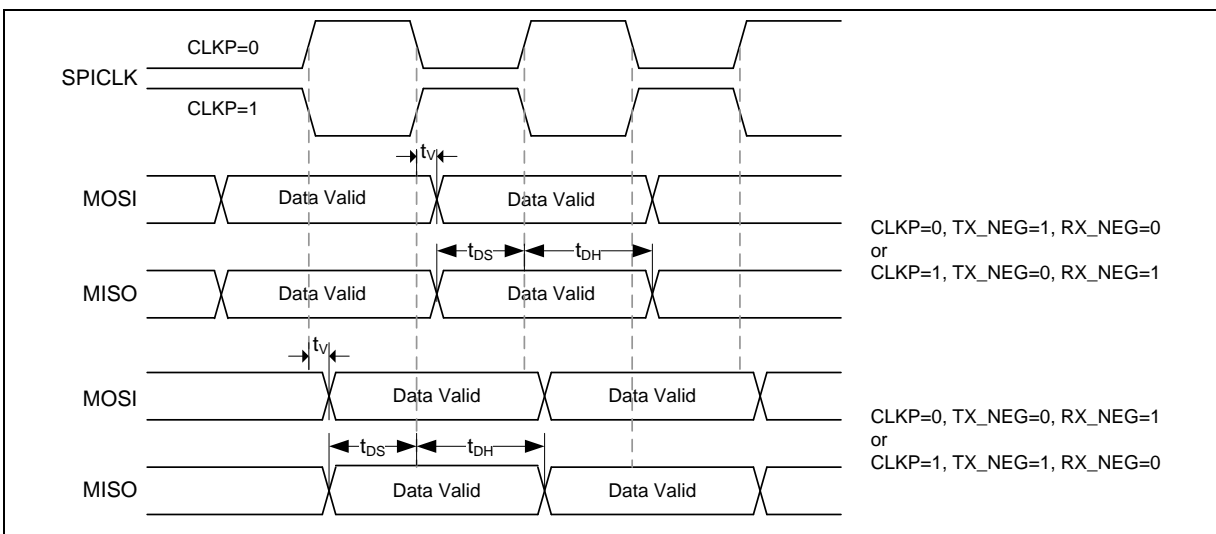 CLKP=0
SPICLK
CLKP=1
tV
MOSI Data Valid Data Valid
CLKP=0, TX_NEG=1, RX_NEG=0
or
CLKP=1, TX_NEG=0, RX_NEG=1
tDS tDH
MISO Data Valid Data Valid
tV
MOSI Data Valid Data Valid
CLKP=0, TX_NEG=0, RX_NEG=1
or
CLKP=1, TX_NEG=1, RX_NEG=0
tDS tDH
MISO Data Valid Data Valid